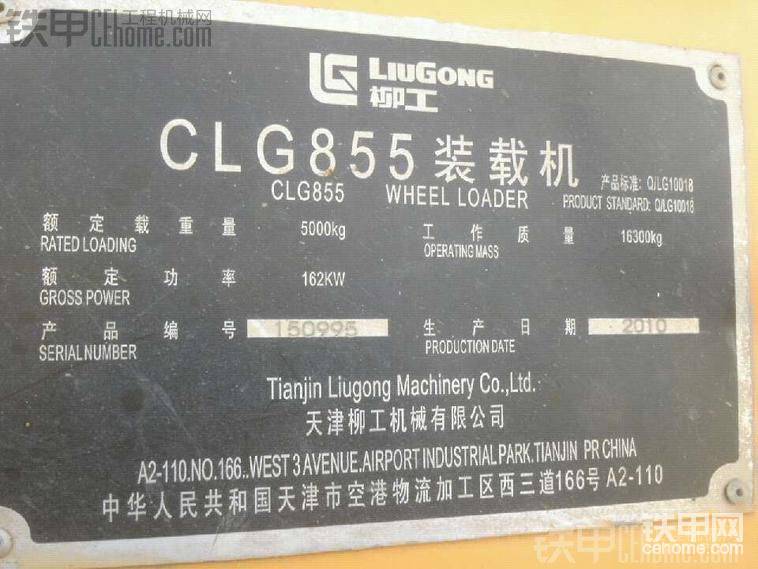 铁甲工程机械网
CEhome.com
LIUGONG
柳工
CLG855 装载机
CLG855 WHEEL LOADER
产品标准: Q/LG10018
PRODUCT STANDARD: Q/LG10018
额定载重量 5000kg 工作质量 16300kg
RATED LOADING OPERATING MASS
额定功率 162KW
GROSS POWER
产品编号 150995 生产日期 2010
SERIAL NUMBER PRODUCTION DATE
Tianjin Liugong Machinery Co.,Ltd.
天津柳工机械有限公司
A2-110.NO.166..WEST 3 AVENUE.AIRPORT INDUSTRIAL PARK.TIANJIN PR CHINA
中华人民共和国天津市空港物流加工区西三道166号 A2-110
铁甲网
cehome.com